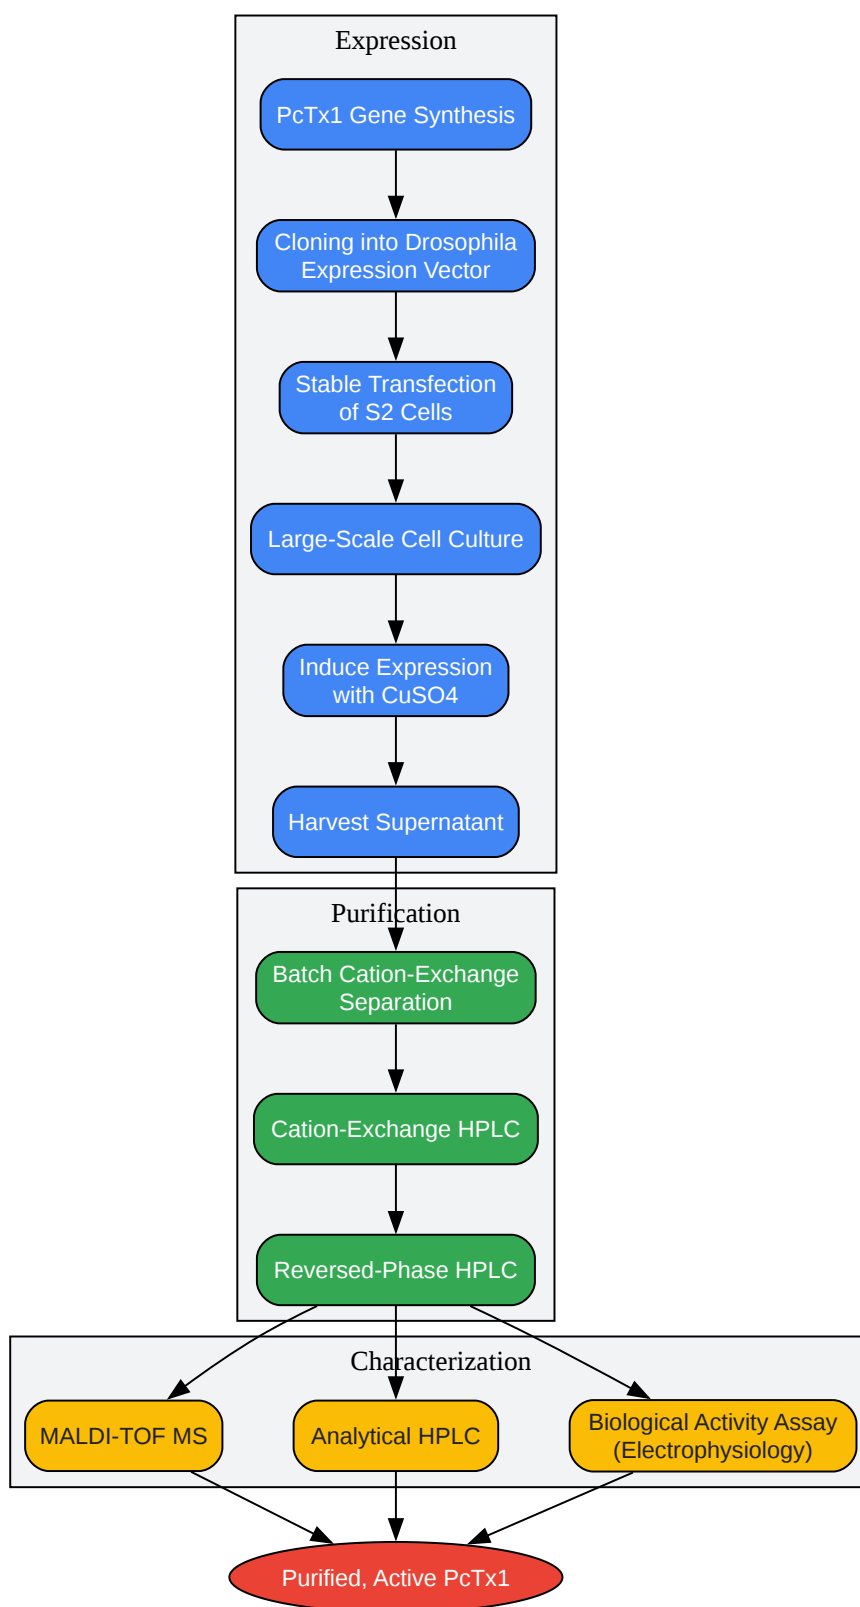 Expression
PcTx1 Gene Synthesis
Cloning into Drosophila
Expression Vector
Stable Transfection
of S2 Cells
Large-Scale Cell Culture
Induce Expression
with CuSO4
Harvest Supernatant
Purification
Batch Cation-Exchange
Separation
Cation-Exchange HPLC
Reversed-Phase HPLC
Characterization
MALDI-TOF MS
Analytical HPLC
Biological Activity Assay
(Electrophysiology)
Purified, Active PcTx1